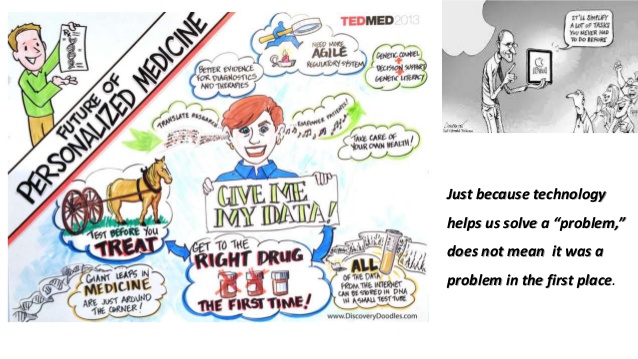 TEDMED2013
FUTURE OF
PERSONALIZED MEDICINE
BETTER EVIDENCE
FOR DIAGNOSTICS
AND THERAPIES
NEED MORE
AGILE
REGULATORY SYSTEM
GENETIC COUNSEL
+
DECISION SUPPORT
+
GENETIC LITERACY
TRANSLATE RESEARCH
EMPOWER PATIENTS!
TAKE CARE OF
YOUR OWN HEALTH!
GIVE ME
MY DATA!
TEST BEFORE YOU
TREAT
GET TO THE
RIGHT DRUG
THE FIRST TIME!
GIANT LEAPS IN
MEDICINE
ARE JUST AROUND
THE CORNER!
ALL
OF THE DATA
FROM THE INTERNET
CAN BE STORED IN DNA
IN A SMALL TEST TUBE
www.DiscoveryDoodles.com
IT'LL SIMPLIFY
A LOT OF TASKS
YOU NEVER HAD
TO DO BEFORE
Just because technology
helps us solve a “problem,”
does not mean it was a
problem in the first place.